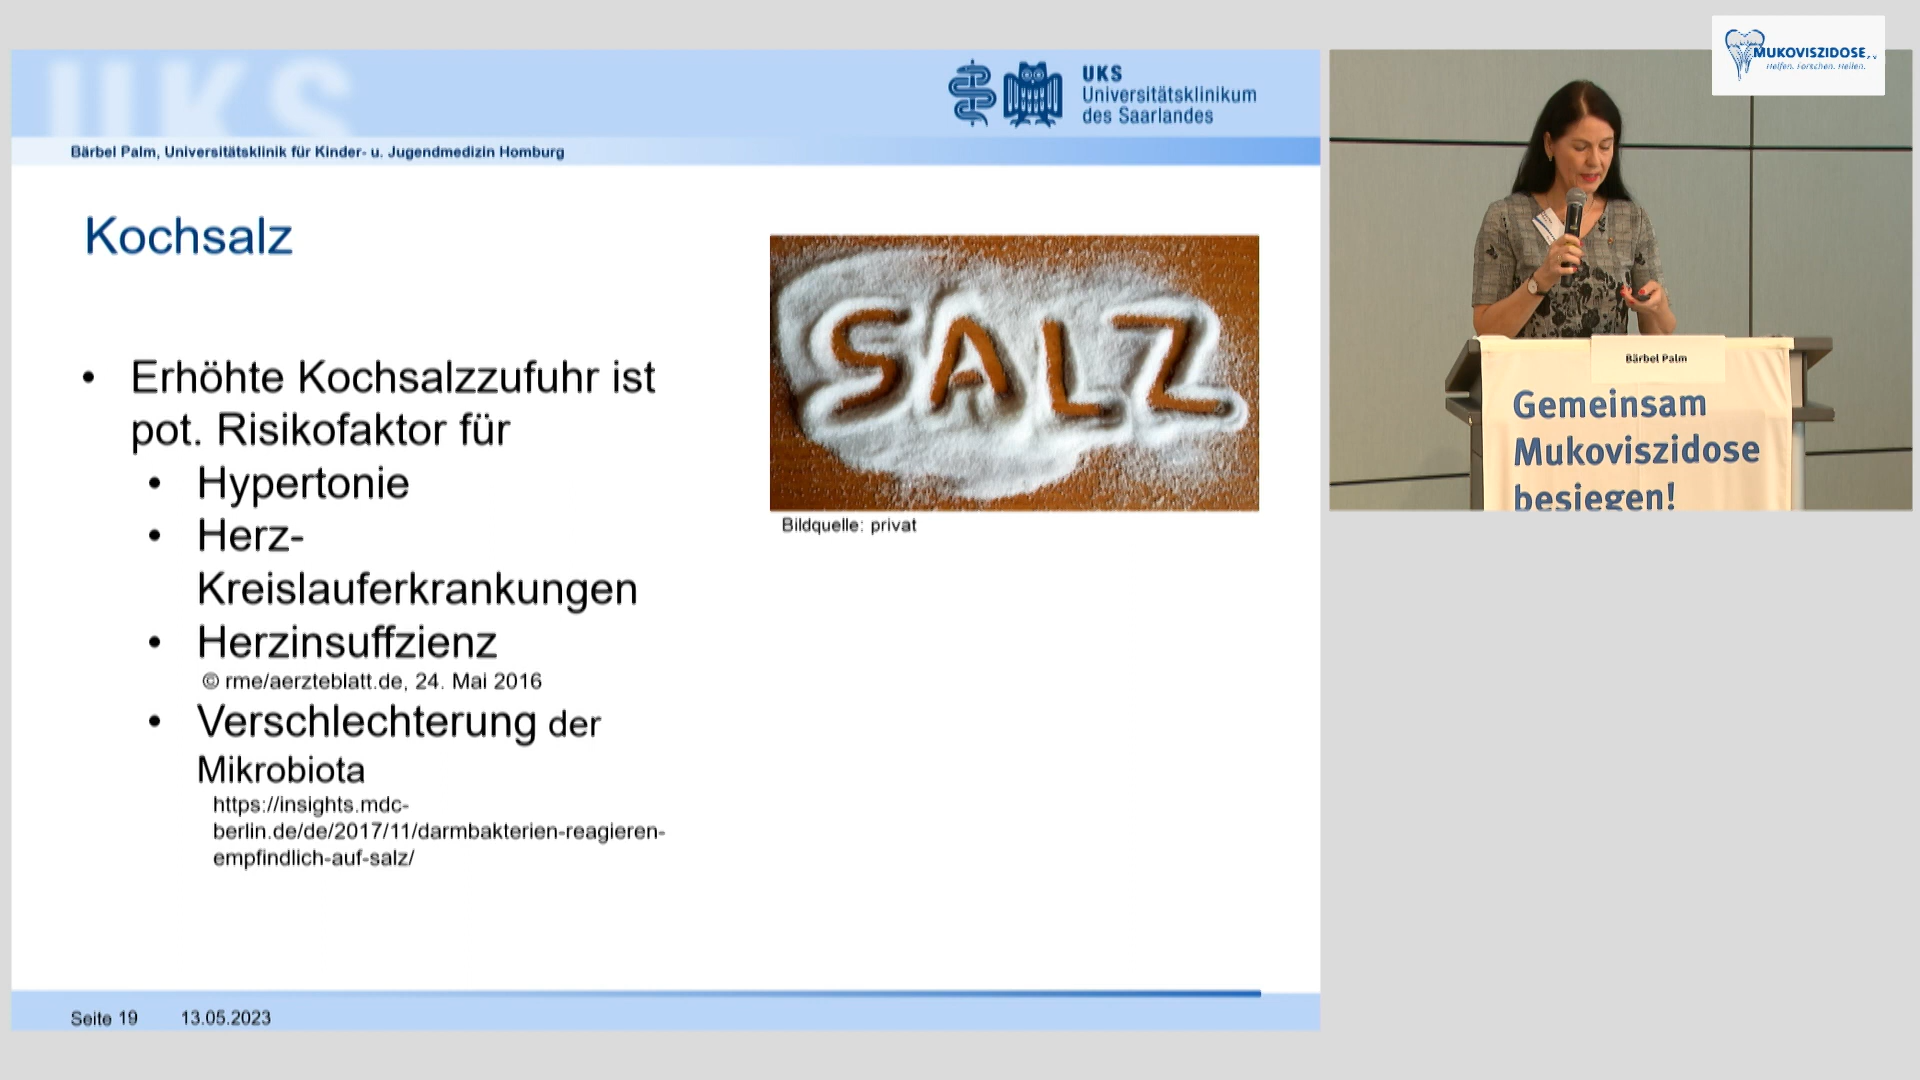 UKS
UKS
Universitätsklinikum
des Saarlandes
Bärbel Palm, Universitätsklinik für Kinder- u. Jugendmedizin Homburg
Kochsalz
• Erhöhte Kochsalzzufuhr ist
pot. Risikofaktor für
• Hypertonie
• Herz-
Kreislauferkrankungen
• Herzinsuffzienz
© rme/aerzteblatt.de, 24. Mai 2016
• Verschlechterung der
Mikrobiota
https://insights.mdc-
berlin.de/de/2017/11/darmbakterien-reagieren-
empfindlich-auf-salz/
SALZ
Bildquelle: privat
Seite 19 13.05.2023
MUKOVISZIDOSE e.V.
Helfen. Forschen. Heilen.
Bärbel Palm
Gemeinsam
Mukoviszidose
besiegen!